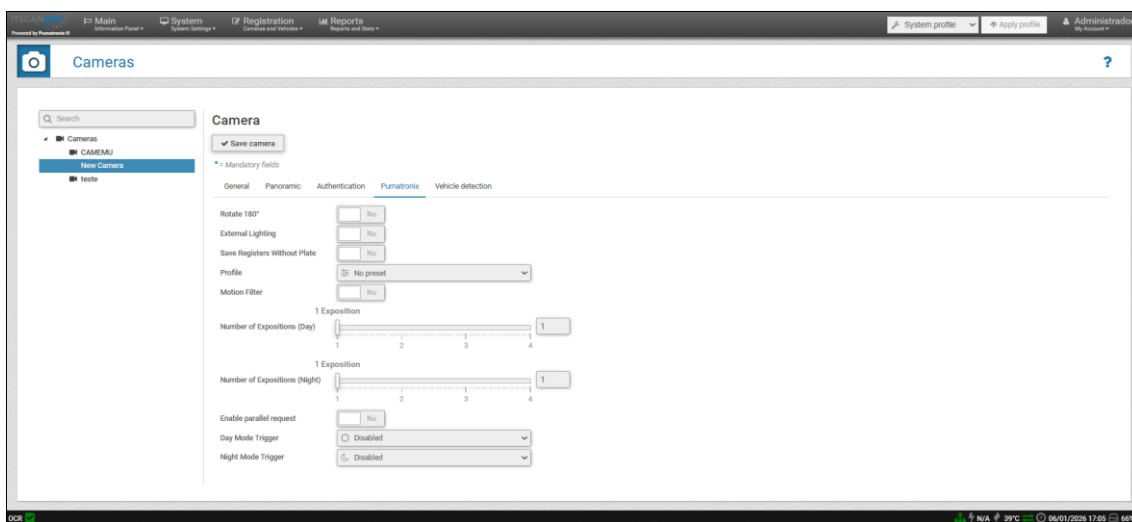 ITSCAMPRO
Powered by Pumatronix ©
Main
Information Panel
System
System Settings
Registration
Cameras and Vehicles
Reports
Reports and Stats
System profile
Apply profile
Administrador
My Account
Cameras
?
Search
Cameras
CAMEMU
New Camera
teste
Camera
Save camera
* = Mandatory fields
General Panoramic Authentication Pumatronix Vehicle detection
Rotate 180° No
External Lighting No
Save Registers Without Plate No
Profile No preset
Motion Filter No
1 Exposition
Number of Expositions (Day) 1
1 2 3 4
1 Exposition
Number of Expositions (Night) 1
1 2 3 4
Enable parallel request No
Day Mode Trigger Disabled
Night Mode Trigger Disabled
OCR N/A 39°C 06/01/2026 17:05 66%